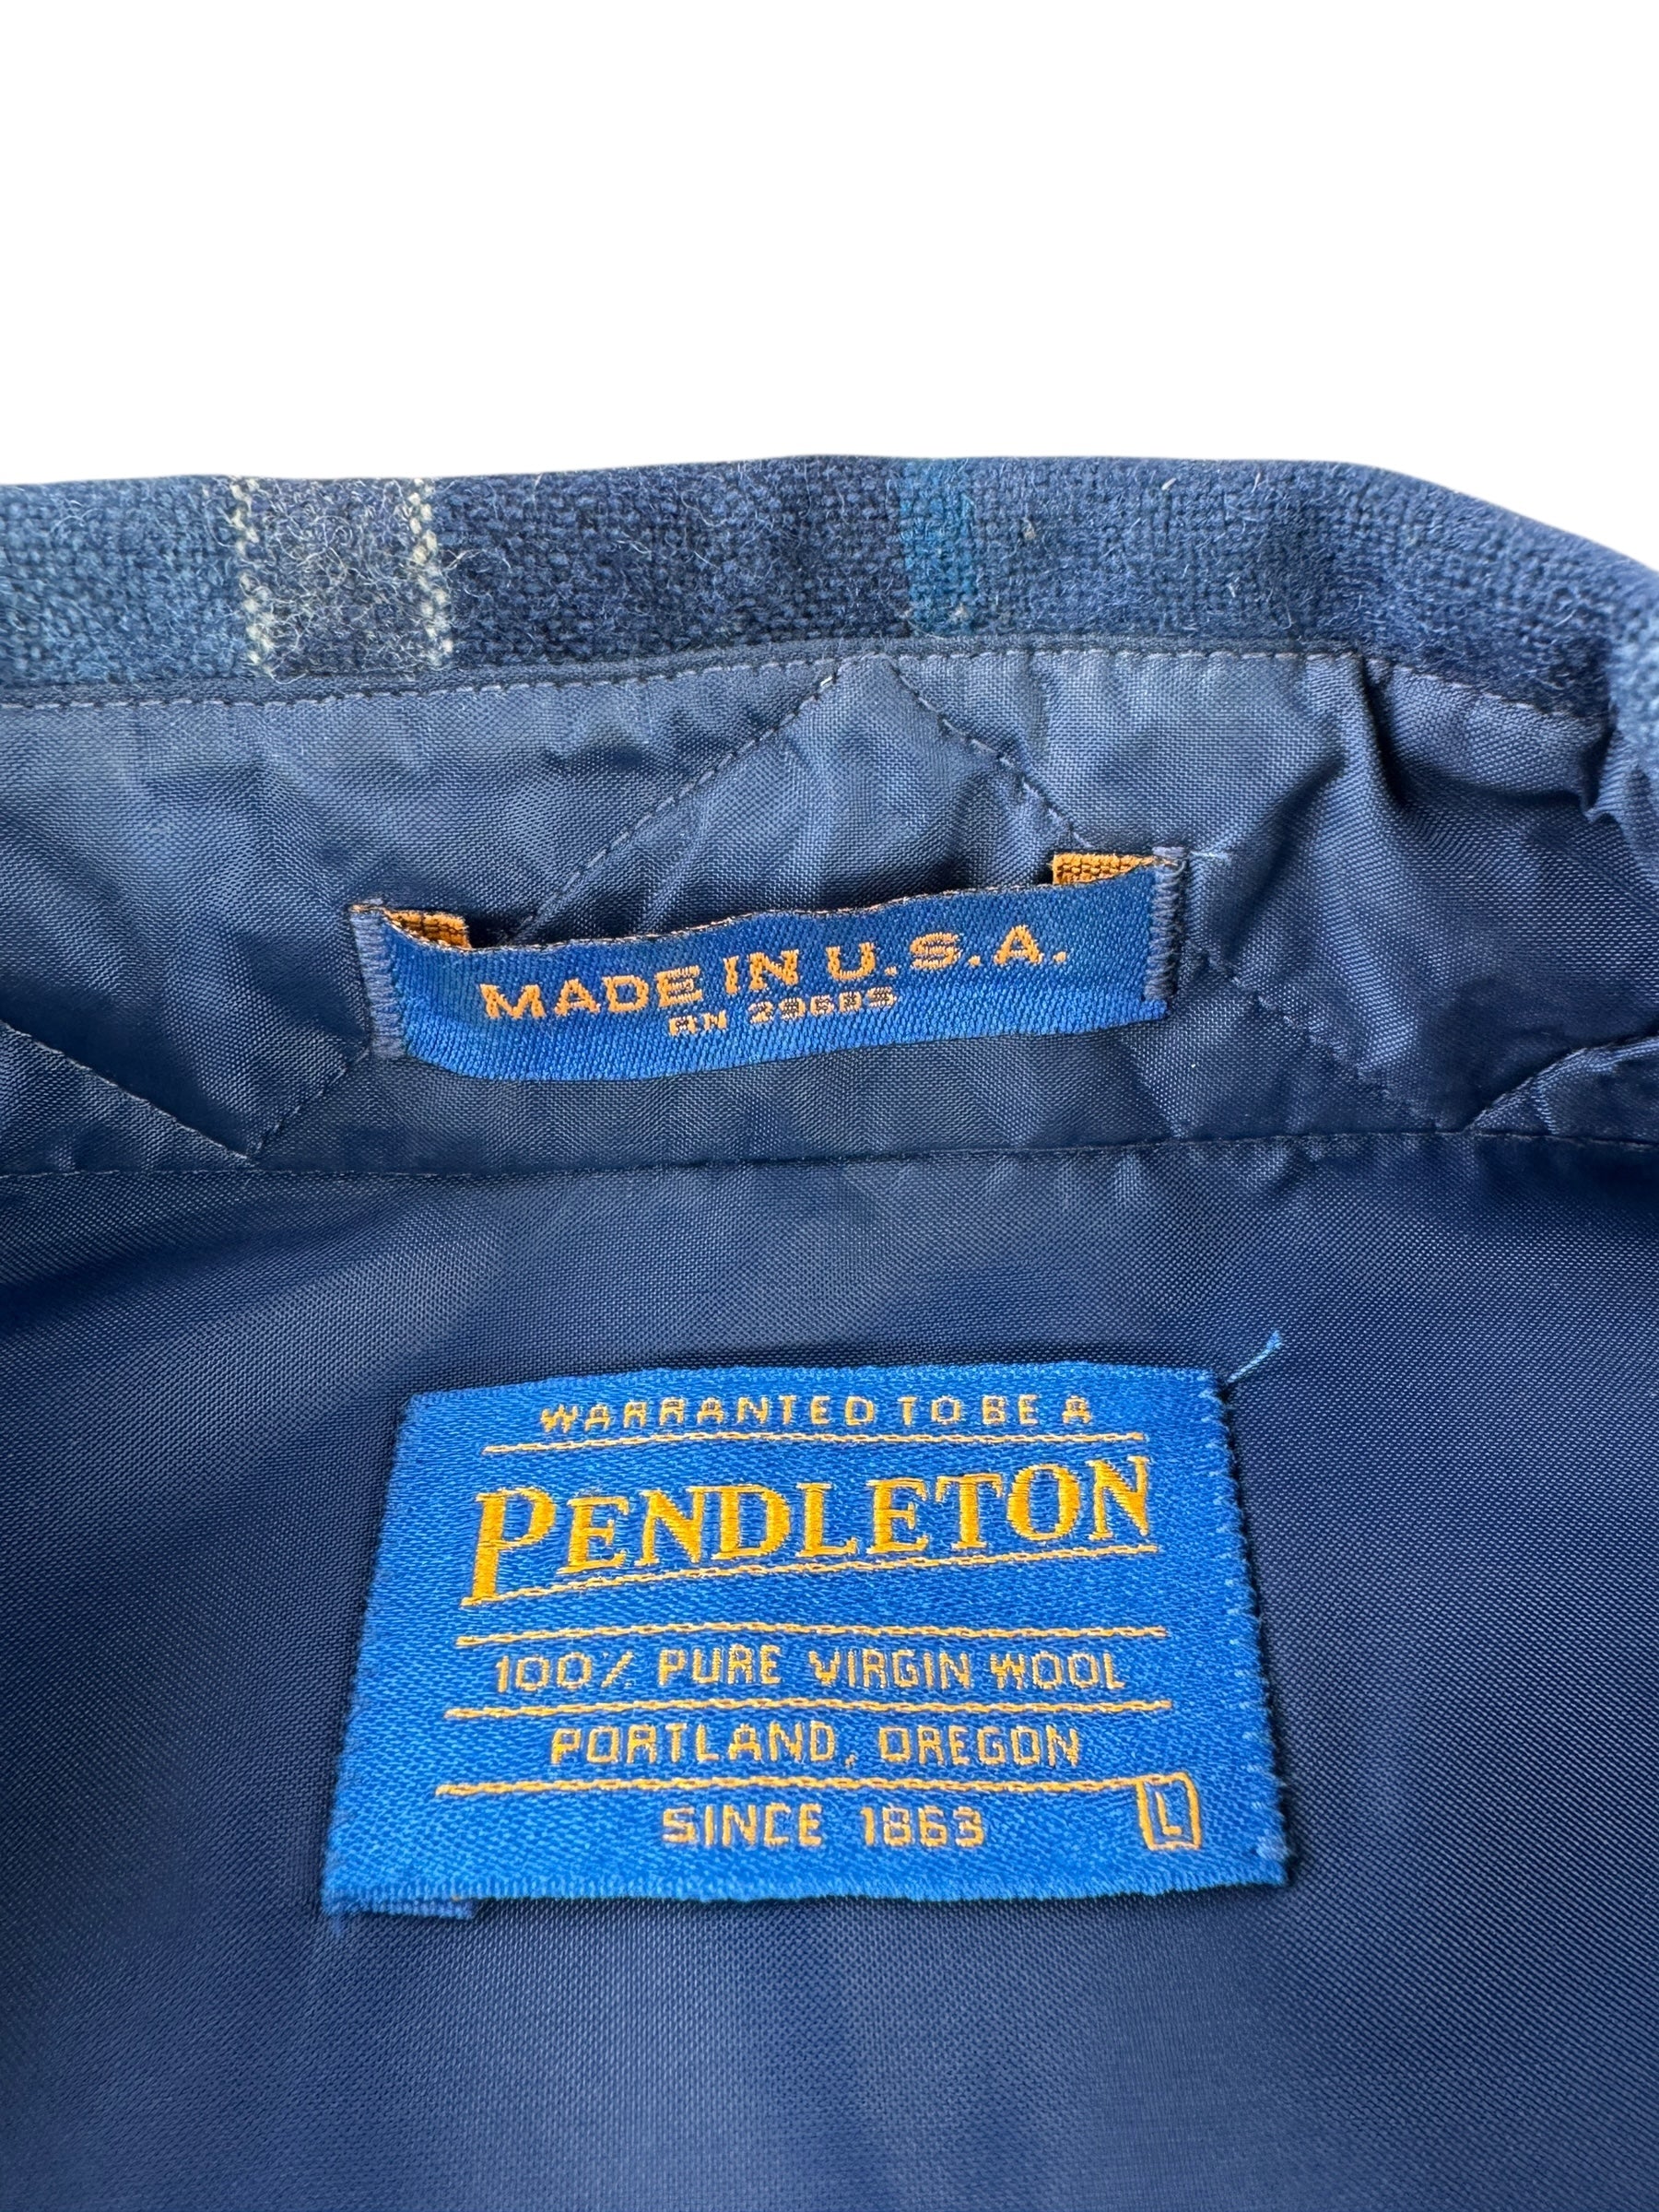 MADE IN U.S.A.
RN 29685
WARRANTED TO BE A
PENDLETON
100% PURE VIRGIN WOOL
PORTLAND, OREGON
SINCE 1863 L